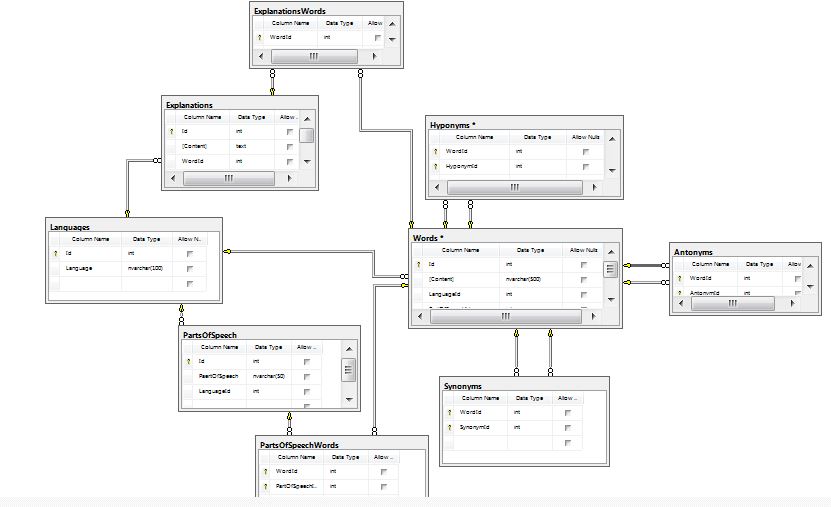 ExplanationsWords
Column Name Data Type Allow
WordId int
Explanations
Column Name Data Type Allow ..
Id int
[Content] text
WordId int
Hyponyms *
Column Name Data Type Allow Nulls
WordId int
HyponymId int
Languages
Column Name Data Type Allow N..
Id int
Language nvarchar(100)
Words *
Column Name Data Type Allow Nulls
Id int
[Content] nvarchar(500)
LanguageId int
Antonyms
Column Name Data Type Allow
WordId int
AntonymId int
PartsOfSpeech
Column Name Data Type Allow ...
Id int
PaertOfSpeech nvarchar(50)
LanguageId int
Synonyms
Column Name Data Type Allow ..
WordId int
SynonymId int
PartsOfSpeechWords
Column Name Data Type Allow ..
WordId int
PartOfSpeechI.. int